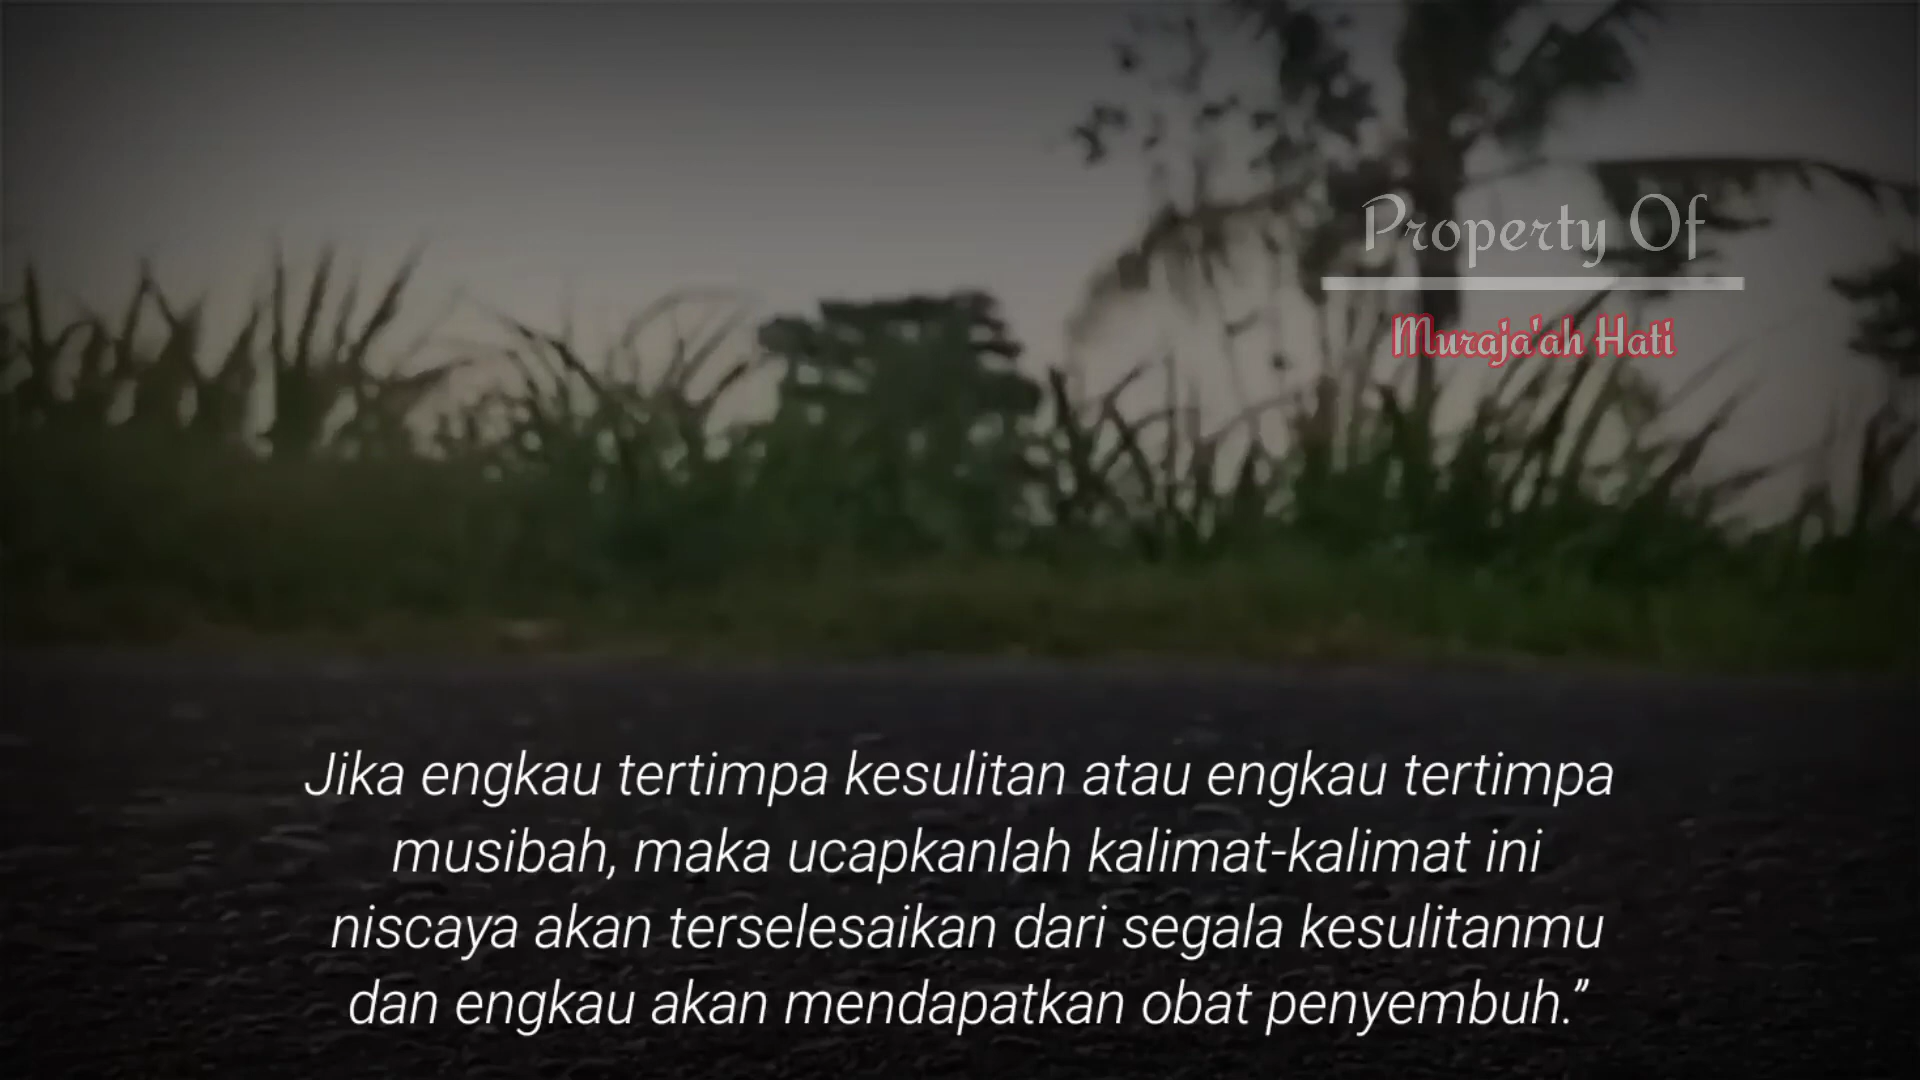 Property Of
Muraja'ah Hati
Jika engkau tertimpa kesulitan atau engkau tertimpa
musibah, maka ucapkanlah kalimat-kalimat ini
niscaya akan terselesaikan dari segala kesulitanmu
dan engkau akan mendapatkan obat penyembuh.”